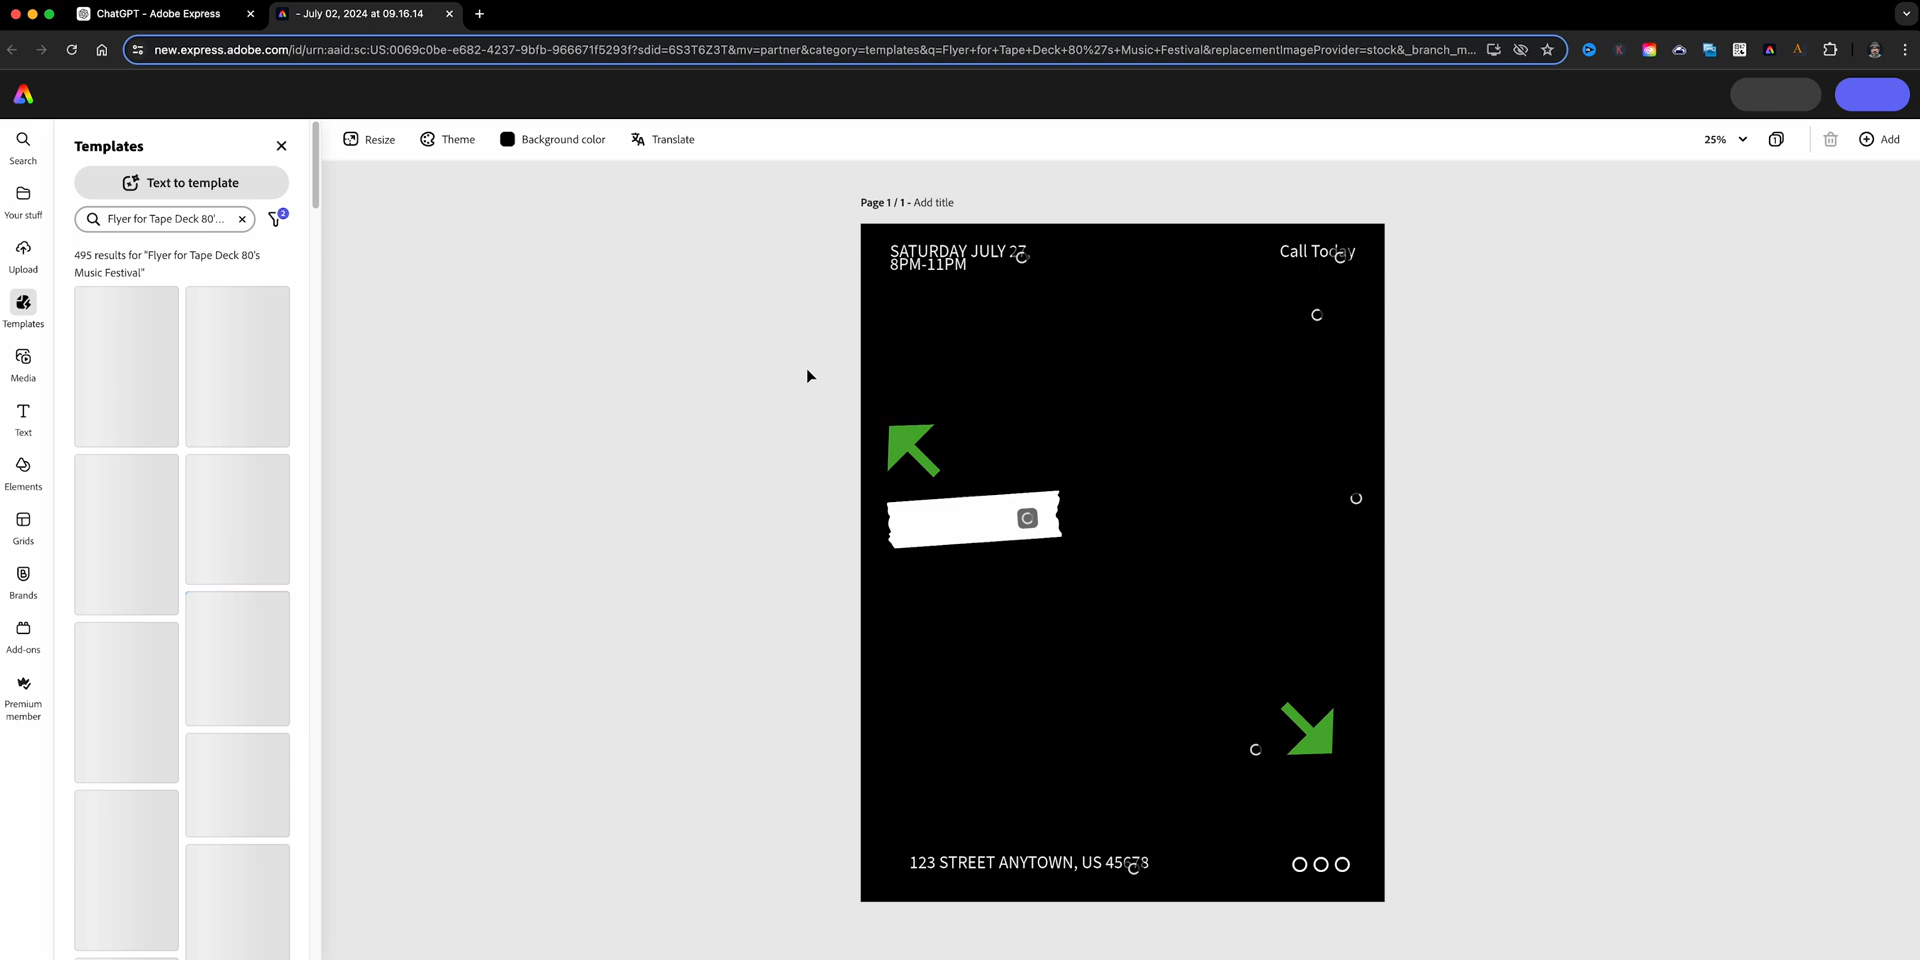 ChatGPT - Adobe Express
- July 02, 2024 at 09.16.14
new.express.adobe.com/id/urn:aaid:sc:US:0069c0be-e682-4237-9bfb-966671f5293f?sdid=6S3T6Z3T&mv=partner&category=templates&q=Flyer+for+Tape+Deck+80%27s+Music+Festival&replacementImageProvider=stock&_branch_m...
Resize
Theme
Background color
Translate
25%
1
Add
Search
Your stuff
Upload
Templates
Media
Text
Elements
Grids
Brands
Add-ons
Premium
member
Templates
Text to template
Flyer for Tape Deck 80'...
2
495 results for "Flyer for Tape Deck 80's
Music Festival"
Page 1 / 1 - Add title
SATURDAY JULY 27,
8PM-11PM
Call Today
123 STREET ANYTOWN, US 45678